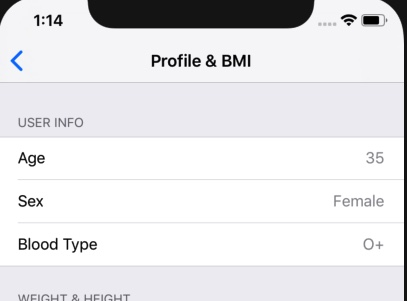 1:14
Profile & BMI
USER INFO
Age 35
Sex Female
Blood Type O+
WEIGHT & HEIGHT